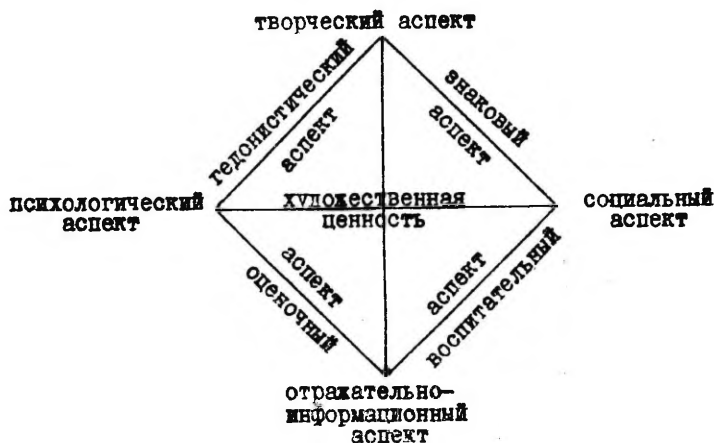 творческий аспект
гедонистический
аспект
знаковый
аспект
психологический
аспект
художественная
ценность
социальный
аспект
аспект
оценочный
аспект
воспитательный
отражательно-
информационный
аспект